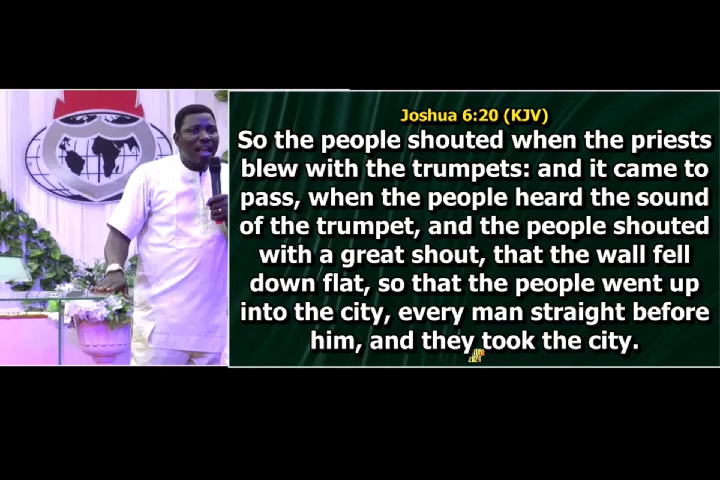 Joshua 6:20 (KJV)
So the people shouted when the priests
blew with the trumpets: and it came to
pass, when the people heard the sound
of the trumpet, and the people shouted
with a great shout, that the wall fell
down flat, so that the people went up
into the city, every man straight before
him, and they took the city.
2024